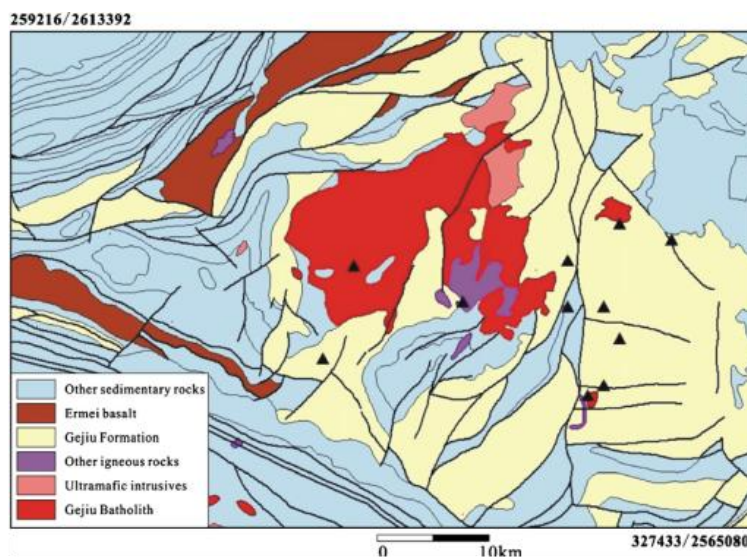 259216/2613392
Other sedimentary rocks
Ermei basalt
Gejiu Formation
Other igneous rocks
Ultramafic intrusives
Gejiu Batholith
0 10km
327433/2565080